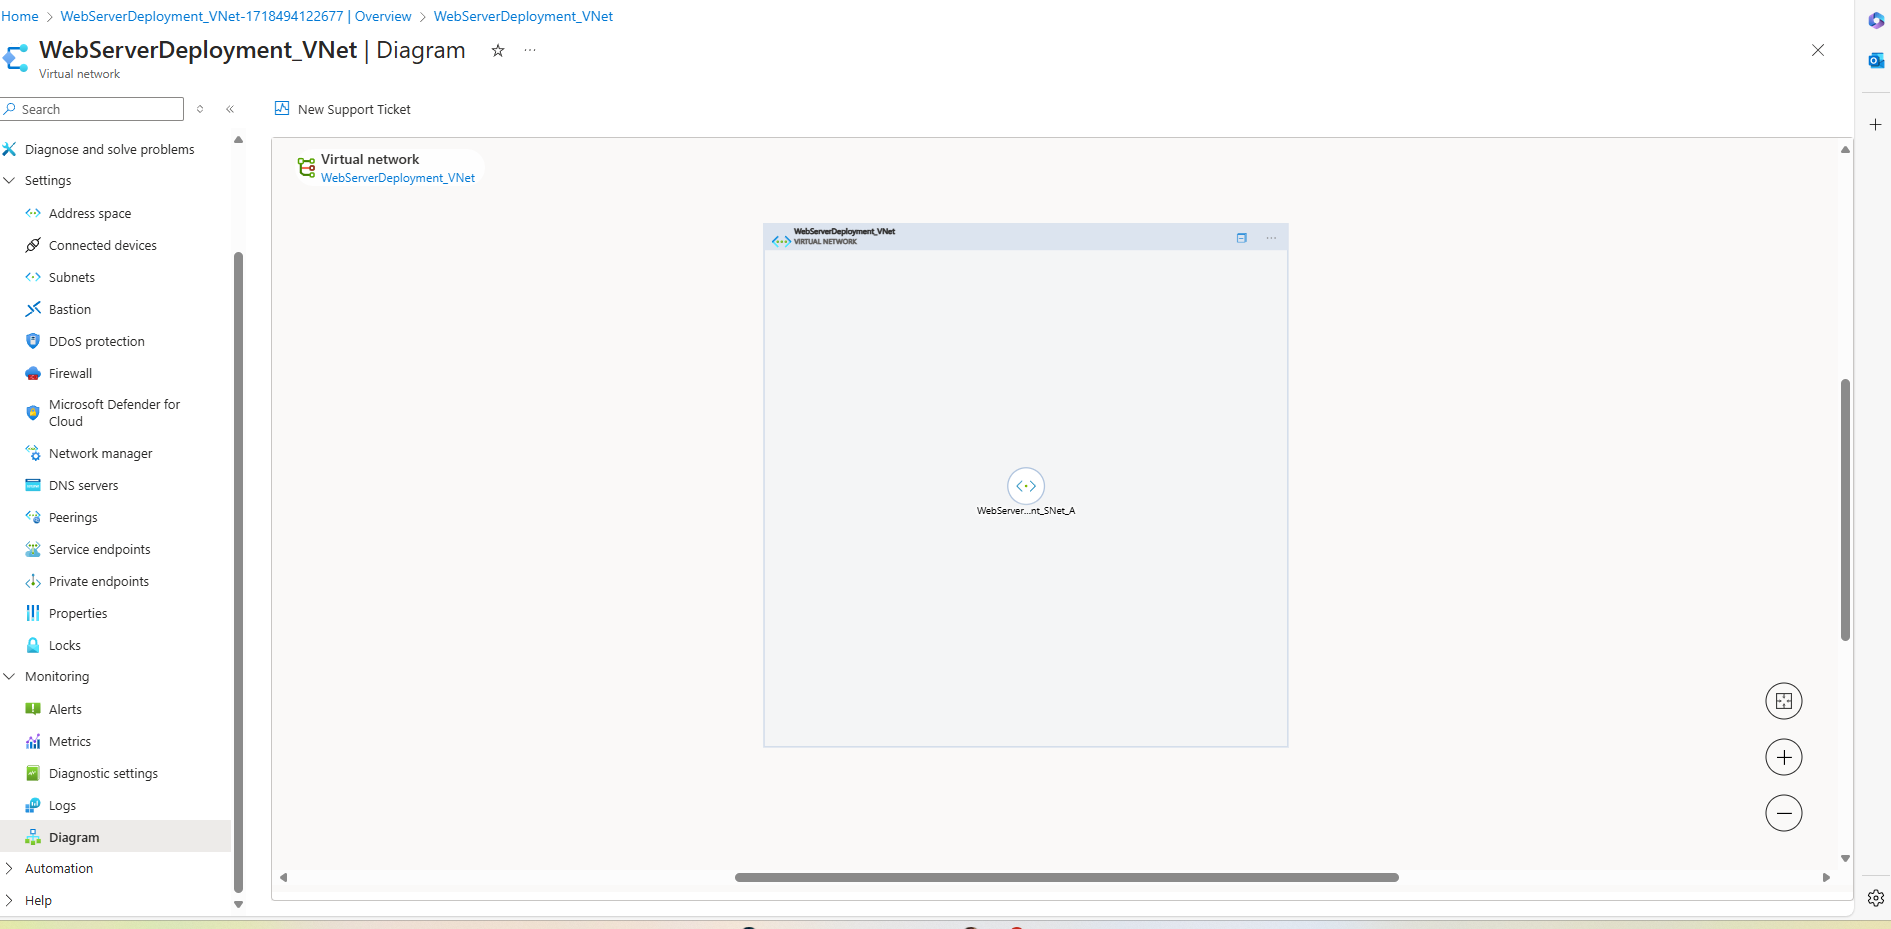 Home > WebServerDeployment_VNet-1718494122677 | Overview > WebServerDeployment_VNet
WebServerDeployment_VNet | Diagram ☆ ...
Virtual network
Search
New Support Ticket
Diagnose and solve problems
Settings
Address space
Connected devices
Subnets
Bastion
DDoS protection
Firewall
Microsoft Defender for
Cloud
Network manager
DNS servers
Peerings
Service endpoints
Private endpoints
Properties
Locks
Monitoring
Alerts
Metrics
Diagnostic settings
Logs
Diagram
Automation
Help
Virtual network
WebServerDeployment_VNet
WebServerDeployment_VNet
VIRTUAL NETWORK
WebServer...nt_SNet_A